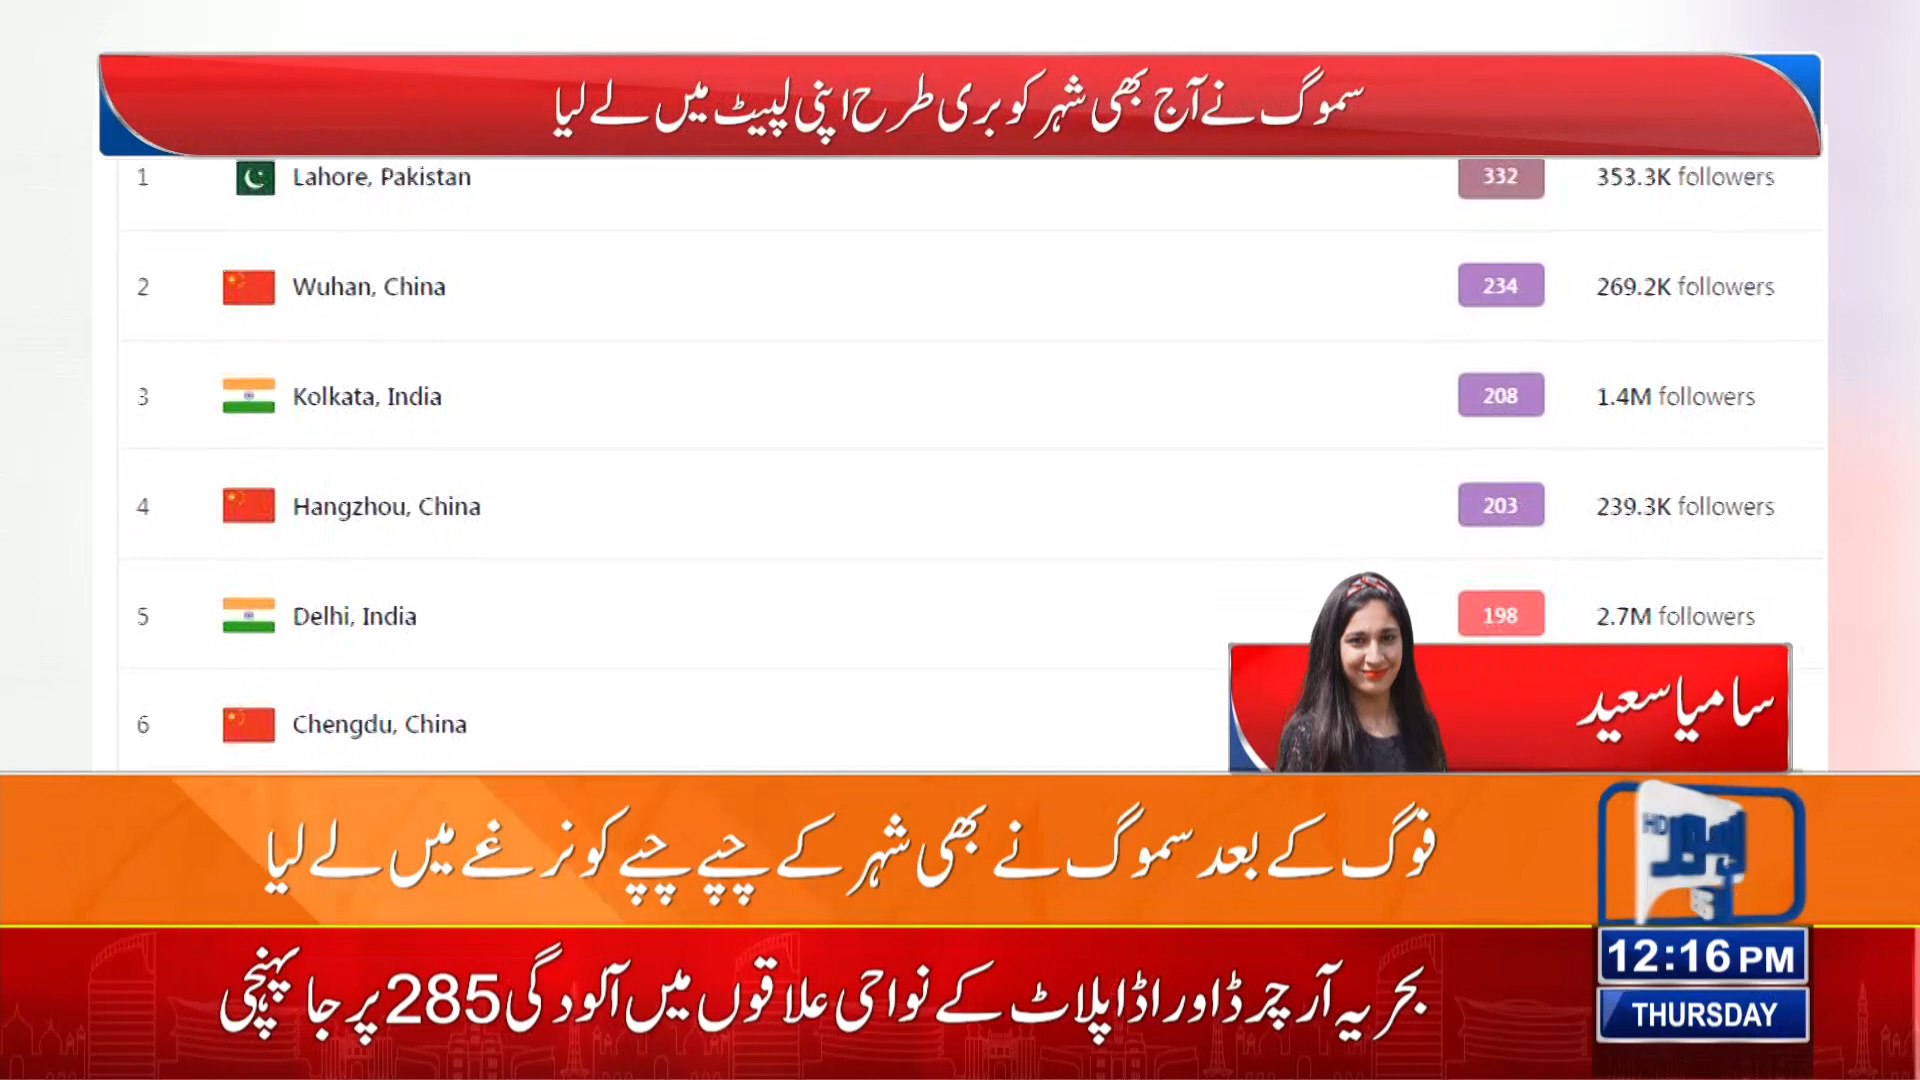 سموگ نے آج بھی شہر کو بری طرح اپنی لپیٹ میں لے لیا
1 Lahore, Pakistan 332 353.3K followers
2 Wuhan, China 234 269.2K followers
3 Kolkata, India 208 1.4M followers
4 Hangzhou, China 203 239.3K followers
5 Delhi, India 198 2.7M followers
6 Chengdu, China
سامیا سعید
فوگ کے بعد سموگ نے بھی شہر کے چپے چپے کو نرغے میں لے لیا
HD
12:16 PM
بحریہ آرچرڈ اور اڈا پلاٹ کے نواحی علاقوں میں آلودگی 285 پر جا پہنچی
THURSDAY